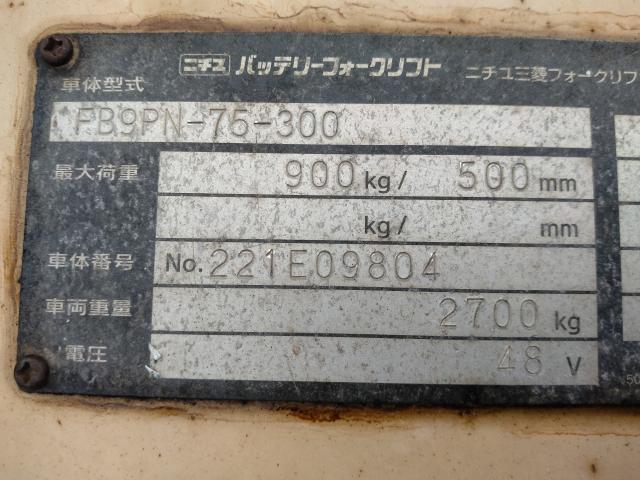 ニチユ バッテリーフォークリフト ニチユ三菱フォークリフ
車体型式
FB9PN-75-300
最大荷重 900 kg/ 500 mm
kg/ mm
車体番号 No. 221E09804
車両重量 2700 kg
電圧 48 V
50